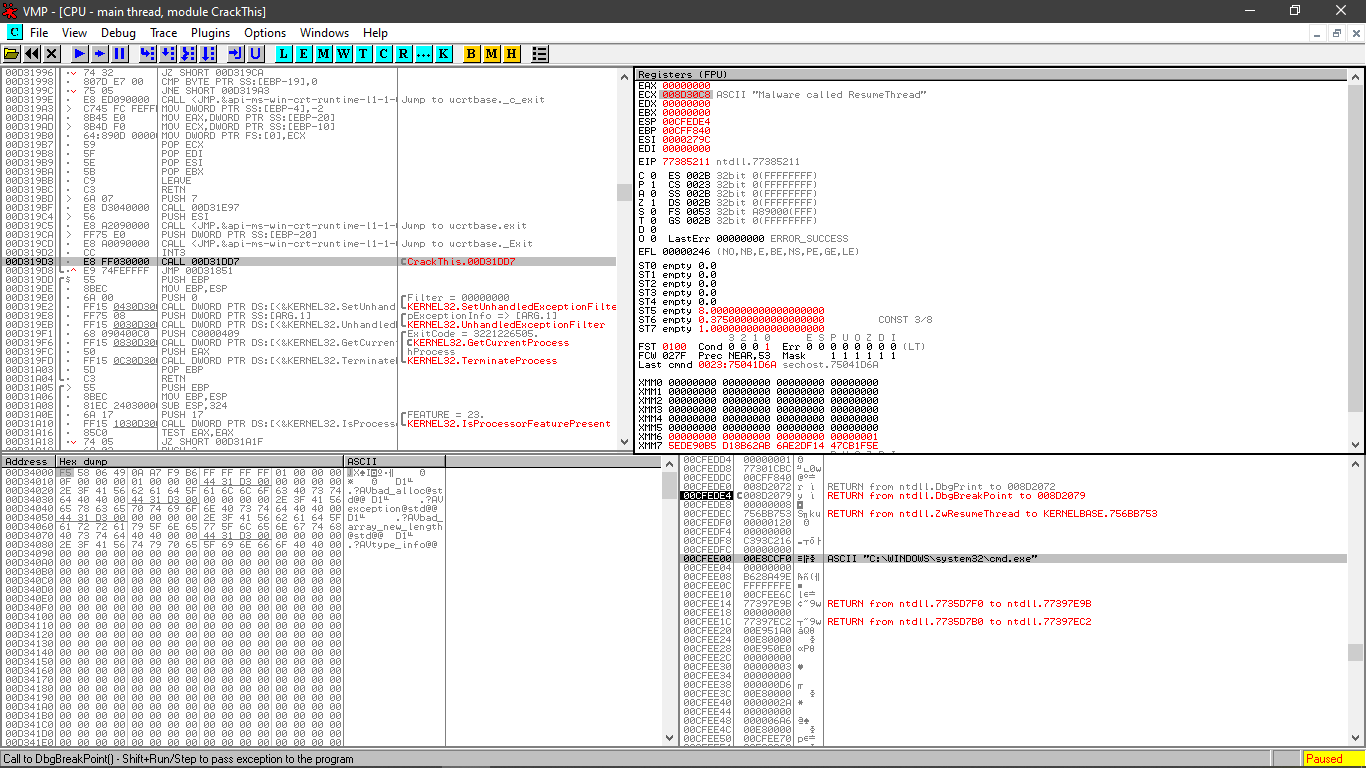 VMP - [CPU - main thread, module CrackThis]
C File View Debug Trace Plugins Options Windows Help
L E M W T C R ... K B M H
00D31996 74 32 JZ SHORT 00D319CA
00D31998 807D E7 00 CMP BYTE PTR SS:[EBP-19],0
00D3199C 75 05 JNE SHORT 00D319A3
00D3199E E8 ED090000 CALL <JMP.&api-ms-win-crt-runtime-l1-1- Jump to ucrtbase._c_exit
00D319A3 C745 FC FEFFF MOV DWORD PTR SS:[EBP-4],-2
00D319AA 8B45 E0 MOV EAX,DWORD PTR SS:[EBP-20]
00D319AD 8B4D F0 MOV ECX,DWORD PTR SS:[EBP-10]
00D319B0 64:890D 00000 MOV DWORD PTR FS:[0],ECX
00D319B7 59 POP ECX
00D319B8 5F POP EDI
00D319B9 5E POP ESI
00D319BA 5B POP EBX
00D319BB C9 LEAVE
00D319BC C3 RETN
00D319BD 6A 07 PUSH 7
00D319BF E8 D3040000 CALL 00D31E97
00D319C4 56 PUSH ESI
00D319C5 E8 A2090000 CALL <JMP.&api-ms-win-crt-runtime-l1-1- Jump to ucrtbase.exit
00D319CA FF75 E0 PUSH DWORD PTR SS:[EBP-20]
00D319CD E8 A0090000 CALL <JMP.&api-ms-win-crt-runtime-l1-1- Jump to ucrtbase._Exit
00D319D2 CC INT3
00D319D3 E8 FF030000 CALL 00D31DD7 CrackThis.00D31DD7
00D319D8 E9 74FEFFFF JMP 00D31851
00D319DD 55 PUSH EBP
00D319DE 8BEC MOV EBP,ESP
00D319E0 6A 00 PUSH 0 Filter = 00000000
00D319E2 FF15 0430D300 CALL DWORD PTR DS:[<&KERNEL32.SetUnhand KERNEL32.SetUnhandledExceptionFilte
00D319E8 FF75 08 PUSH DWORD PTR SS:[ARG.1] pExceptionInfo => [ARG.1]
00D319EB FF15 0030D300 CALL DWORD PTR DS:[<&KERNEL32.Unhandled KERNEL32.UnhandledExceptionFilter
00D319F1 68 090400C0 PUSH C0000409 ExitCode = 3221226505.
00D319F6 FF15 0830D300 CALL DWORD PTR DS:[<&KERNEL32.GetCurren KERNEL32.GetCurrentProcess
00D319FC 50 PUSH EAX hProcess
00D319FD FF15 0C30D300 CALL DWORD PTR DS:[<&KERNEL32.Terminate KERNEL32.TerminateProcess
00D31A03 5D POP EBP
00D31A04 C3 RETN
00D31A05 55 PUSH EBP
00D31A06 8BEC MOV EBP,ESP
00D31A08 81EC 24030000 SUB ESP,324
00D31A0E 6A 17 PUSH 17 FEATURE = 23.
00D31A10 FF15 1030D300 CALL DWORD PTR DS:[<&KERNEL32.IsProcess KERNEL32.IsProcessorFeaturePresent
00D31A16 85C0 TEST EAX,EAX
00D31A18 74 05 JZ SHORT 00D31A1F
Registers (FPU)
EAX 00000000
ECX 008D30C8 ASCII "Malware called ResumeThread"
EDX 00000000
EBX 00000000
ESP 00CFEDE4
EBP 00CFF840
ESI 0000279C
EDI 00000000
EIP 77385211 ntdll.77385211
C 0 ES 002B 32bit 0(FFFFFFFF)
P 1 CS 0023 32bit 0(FFFFFFFF)
A 0 SS 002B 32bit 0(FFFFFFFF)
Z 1 DS 002B 32bit 0(FFFFFFFF)
S 0 FS 0053 32bit A89000(FFF)
T 0 GS 002B 32bit 0(FFFFFFFF)
D 0
O 0 LastErr 00000000 ERROR_SUCCESS
EFL 00000246 (NO,NB,E,BE,NS,PE,GE,LE)
ST0 empty 0.0
ST1 empty 0.0
ST2 empty 0.0
ST3 empty 0.0
ST4 empty 0.0
ST5 empty 8.0000000000000000
ST6 empty 0.3750000000000000000 CONST 3/8
ST7 empty 1.0000000000000000
3 2 1 0 E S P U O Z D I
FST 0100 Cond 0 0 0 1 Err 0 0 0 0 0 0 0 0 (LT)
FCW 027F Prec NEAR,53 Mask 1 1 1 1 1 1
Last cmnd 0023:75041D6A sechost.75041D6A
XMM0 00000000 00000000 00000000 00000000
XMM1 00000000 00000000 00000000 00000000
XMM2 00000000 00000000 00000000 00000000
XMM3 00000000 00000000 00000000 00000000
XMM4 00000000 00000000 00000000 00000000
XMM5 00000000 00000000 00000000 00000000
XMM6 00000000 00000000 00000000 00000001
XMM7 5EDE90B5 D18B62AB 6AE2DF14 47CB1F5E
Address Hex dump ASCII
00D34000 F5 58 06 49 0A A7 F9 B6 FF FF FF FF 01 00 00 00
00D34010 0F 00 00 00 01 00 00 00 44 31 D3 00 00 00 00 00
00D34020 2E 3F 41 56 62 61 64 5F 61 6C 6C 6F 63 40 73 74 .?AVbad_alloc@st
00D34030 64 40 40 00 44 31 D3 00 00 00 00 00 2E 3F 41 56 d@@ D1 .?AV
00D34040 65 78 63 65 70 74 69 6F 6E 40 73 74 64 40 40 00 exception@std@@
00D34050 44 31 D3 00 00 00 00 00 2E 3F 41 56 62 61 64 5F D1 .?AVbad_
00D34060 61 72 72 61 79 5F 6E 65 77 5F 6C 65 6E 67 74 68 array_new_length
00D34070 40 73 74 64 40 40 00 00 44 31 D3 00 00 00 00 00 @std@@ D1
00D34080 2E 3F 41 56 74 79 70 65 5F 69 6E 66 6F 40 40 00 .?AVtype_info@@
00D34090 00 00 00 00 00 00 00 00 00 00 00 00 00 00 00 00
00CFEDD4 00000001
00CFEDD8 77301CBC
00CFEDDC 00CFF840
00CFEDE0 008D2072 RETURN from ntdll.DbgPrint to 008D2072
00CFEDE4 008D2079 RETURN from ntdll.DbgBreakPoint to 008D2079
00CFEDE8 00000008
00CFEDEC 756BB753 RETURN from ntdll.ZwResumeThread to KERNELBASE.756BB753
00CFEDF0 00000120
00CFEDF4 00000000
00CFEDF8 C393C216
00CFEDFC 00000000
00CFEE00 00E8CCF0 ASCII "C:\WINDOWS\system32\cmd.exe"
00CFEE04 00000000
00CFEE08 B628A49E
00CFEE0C FFFFFFFE
00CFEE10 00CFEE6C
00CFEE14 77397E9B RETURN from ntdll.7735D7F0 to ntdll.77397E9B
00CFEE18 00000000
00CFEE1C 77397EC2 RETURN from ntdll.7735D7B0 to ntdll.77397EC2
00CFEE20 00E951A0
00CFEE24 00E80000
00CFEE28 00E950E0
00CFEE2C 00000000
00CFEE30 00000003
00CFEE34 00000000
00CFEE38 000000D6
00CFEE3C 00E80000
00CFEE40 0000002A
00CFEE44 00000000
00CFEE48 000006A6
00CFEE4C 00E80000
Call to DbgBreakPoint() - Shift+Run/Step to pass exception to the program
Paused